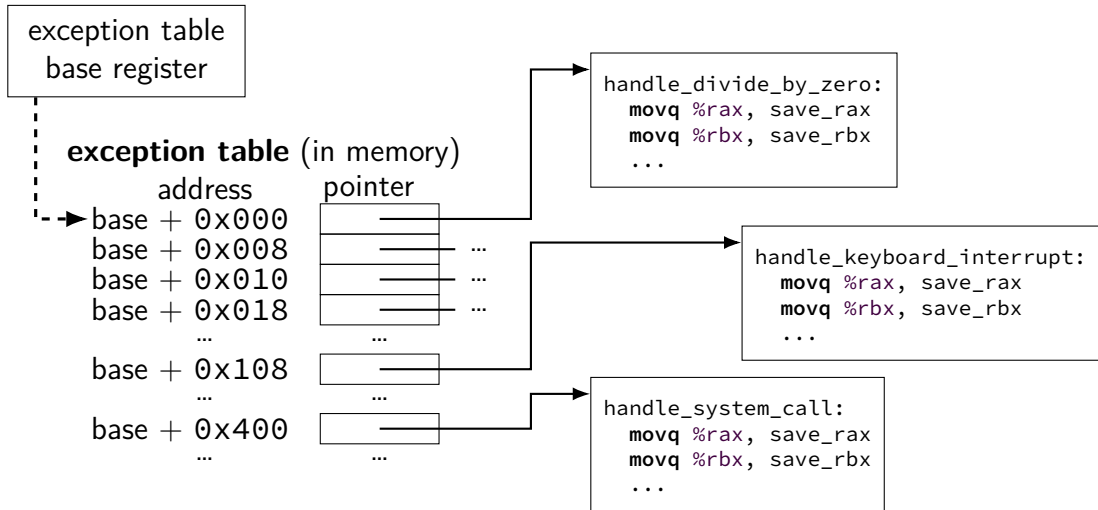 exception table
base register
exception table (in memory)
address pointer
base + 0x000
base + 0x008 ...
base + 0x010 ...
base + 0x018 ...
... ...
base + 0x108
... ...
base + 0x400
... ...
handle_divide_by_zero:
movq %rax, save_rax
movq %rbx, save_rbx
...
handle_keyboard_interrupt:
movq %rax, save_rax
movq %rbx, save_rbx
...
handle_system_call:
movq %rax, save_rax
movq %rbx, save_rbx
...